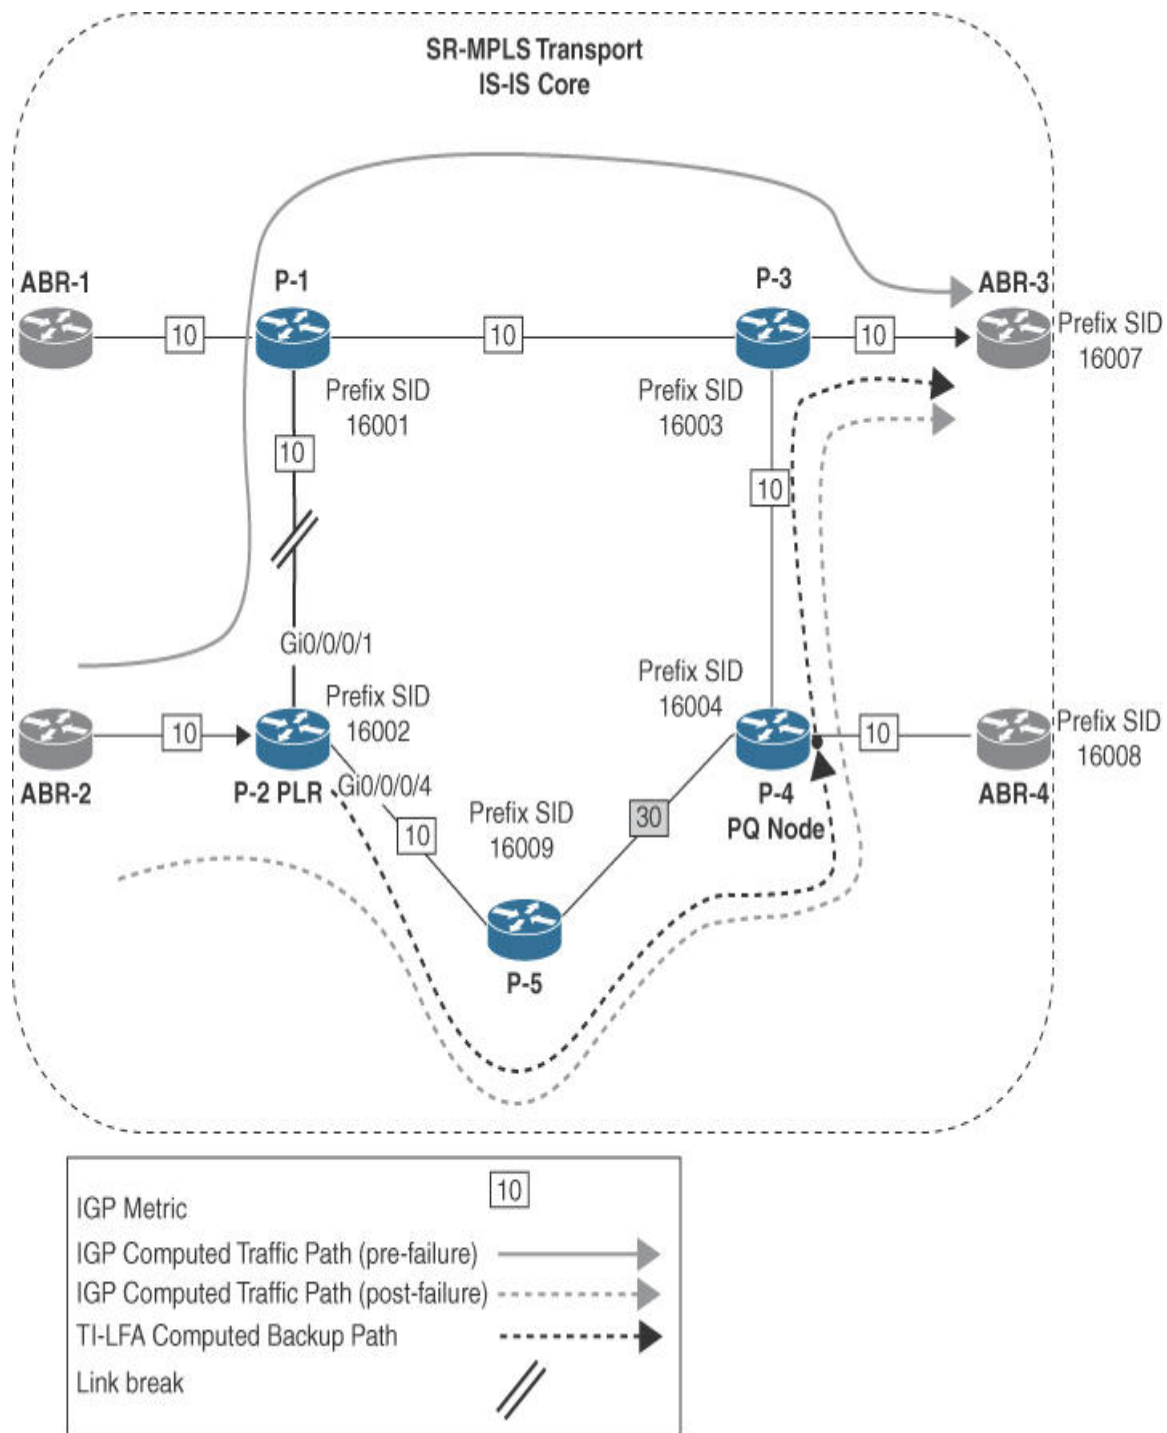 SR-MPLS Transport
IS-IS Core
ABR-1
P-1
P-3
ABR-3
10
10
10
Prefix SID
16007
Prefix SID
16001
Prefix SID
16003
10
10
Gi0/0/0/1
Prefix SID
16002
Prefix SID
16004
Prefix SID
16008
10
10
ABR-2
P-2 PLR
Gi0/0/0/4
P-4
PQ Node
ABR-4
Prefix SID
16009
10
30
P-5
IGP Metric
10
IGP Computed Traffic Path (pre-failure)
IGP Computed Traffic Path (post-failure)
TI-LFA Computed Backup Path
Link break